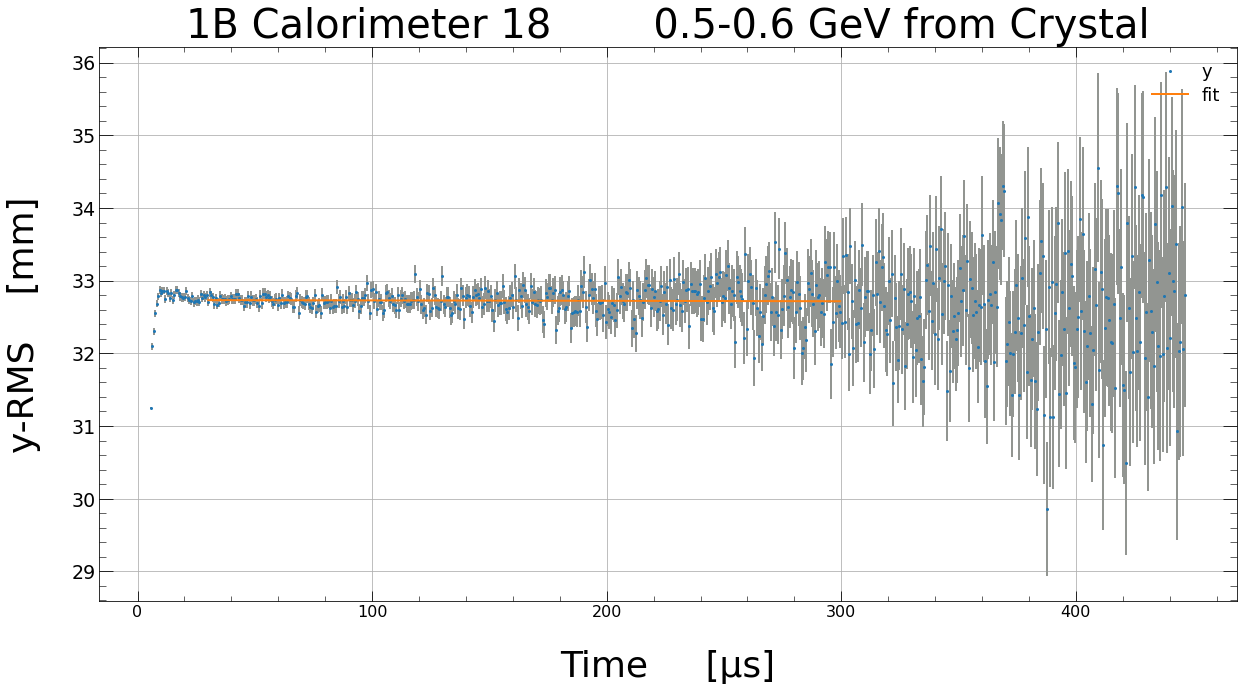 1B Calorimeter 18 0.5-0.6 GeV from Crystal
y-RMS [mm]
36
35
34
33
32
31
30
29
y
fit
0 100 200 300 400
Time [μs]